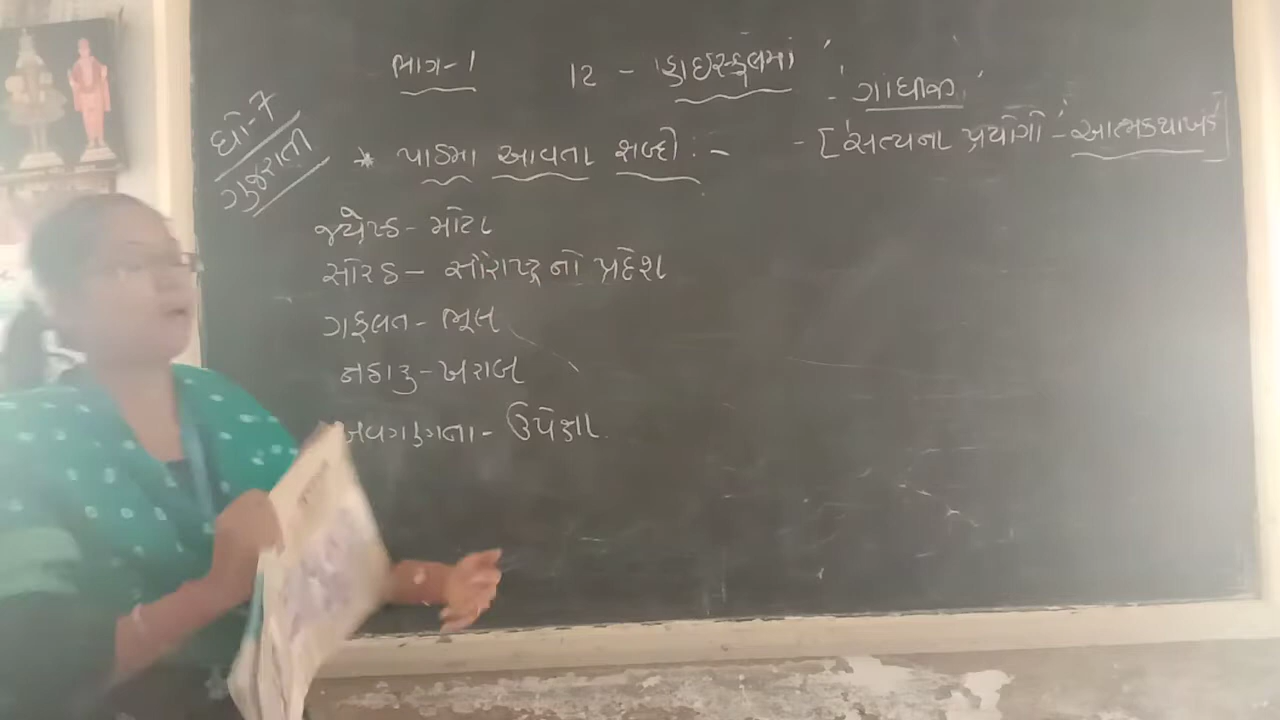 ધો-7
ગુજરાતી
ભાગ-1
12 - 'હાઇસ્કૂલમાં'
- 'ગાંધીજી'
- ['સત્યના પ્રયોગો' - આત્મકથાખંડ]
* પાઠમા આવતા શબ્દો :-
જ્યેષ્ઠ - મોટા
સોરઠ - સૌરાષ્ટ્રનો પ્રદેશ
ગફલત - ભૂલ
નઠારુ - ખરાબ
અવગણના - ઉપેક્ષા